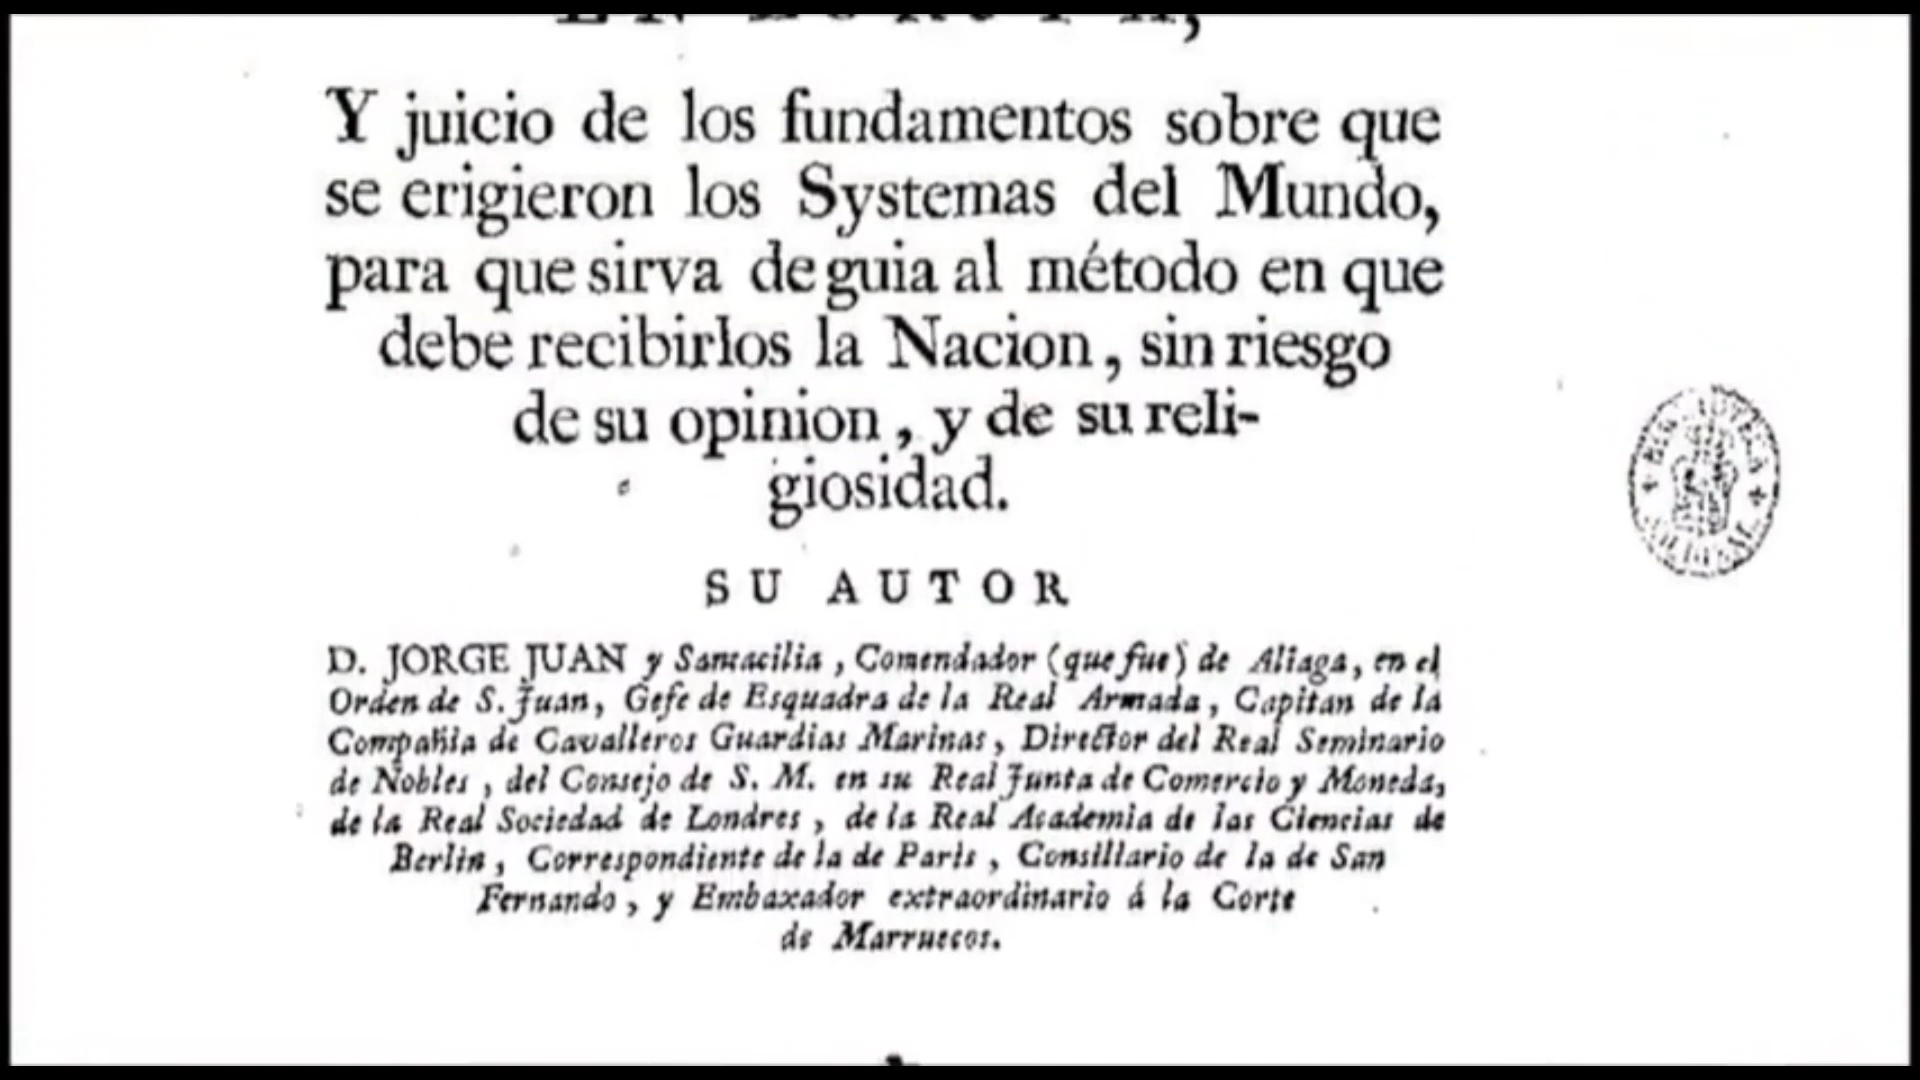 EN EUROPA,
Y juicio de los fundamentos sobre que
se erigieron los Systemas del Mundo,
para que sirva de guia al método en que
debe recibirlos la Nacion, sin riesgo
de su opinion, y de su reli-
giosidad.
SU AUTOR
D. JORGE JUAN y Santacilia, Comendador (que fue) de Aliaga, en el
Orden de S. Juan, Gefe de Esquadra de la Real Armada, Capitan de la
Compañia de Cavalleros Guardias Marinas, Director del Real Seminario
de Nobles, del Consejo de S. M. en su Real Junta de Comercio y Moneda,
de la Real Sociedad de Londres, de la Real Academia de las Ciencias de
Berlin, Correspondiente de la de Paris, Consiliario de la de San
Fernando, y Embaxador extraordinario á la Corte
de Marruecos.
BIBLIOTECA